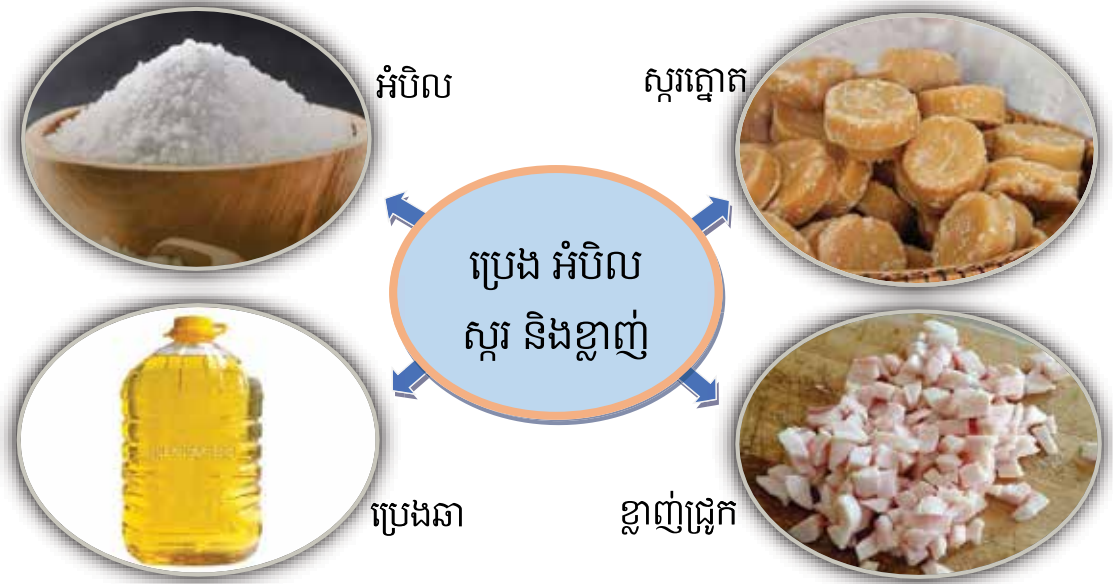 អំបិល
ស្ករត្នោត
ប្រេង អំបិល
ស្ករ និងខ្លាញ់
ប្រេងឆា
ខ្លាញ់ជ្រូក